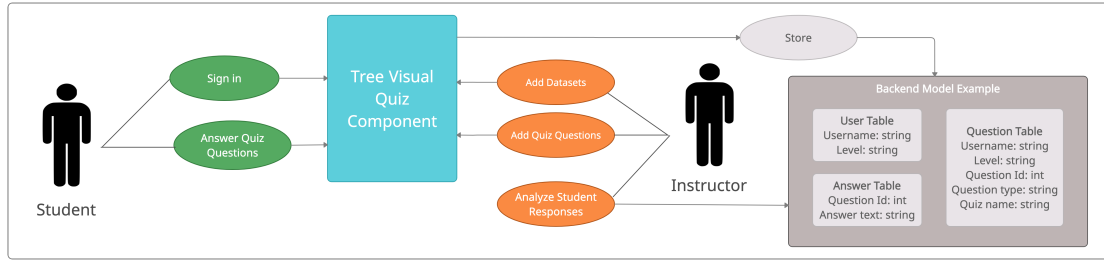 Student
Sign in
Answer Quiz
Questions
Tree Visual
Quiz
Component
Add Datasets
Add Quiz Questions
Analyze Student
Responses
Instructor
Store
Backend Model Example
User Table
Username: string
Level: string
Answer Table
Question Id: int
Answer text: string
Question Table
Username: string
Level: string
Question Id: int
Question type: string
Quiz name: string